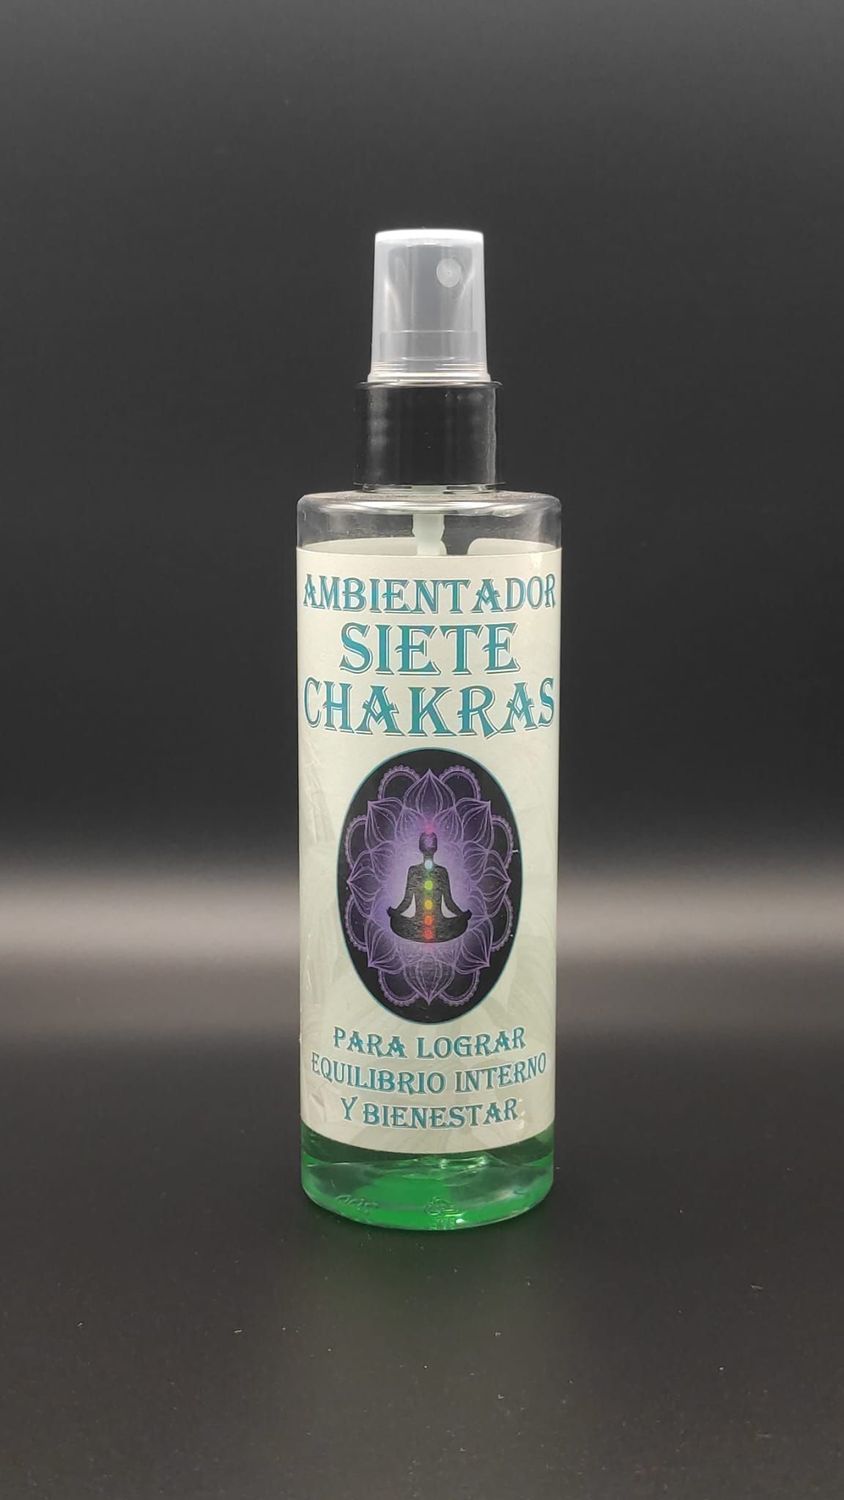 AMBIENTADOR
SIETE
CHAKRAS
PARA LOGRAR
EQUILIBRIO INTERNO
Y BIENESTAR